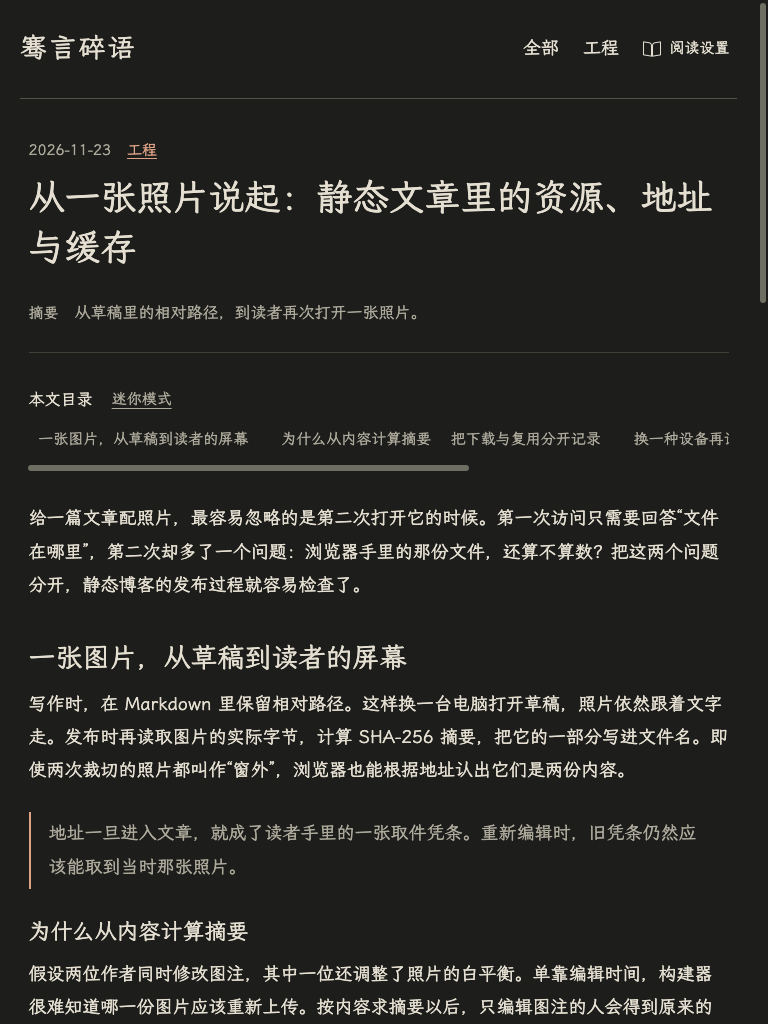 骞言碎语
全部 工程 阅读设置
2026-11-23 工程
从一张照片说起：静态文章里的资源、地址
与缓存
摘要 从草稿里的相对路径，到读者再次打开一张照片。
本文目录 迷你模式
一张图片，从草稿到读者的屏幕 为什么从内容计算摘要 把下载与复用分开记录 换一种设备再
给一篇文章配照片，最容易忽略的是第二次打开它的时候。第一次访问只需要回答“文件
在哪里”，第二次却多了一个问题：浏览器手里的那份文件，还算不算数？把这两个问题
分开，静态博客的发布过程就容易检查了。
一张图片，从草稿到读者的屏幕
写作时，在 Markdown 里保留相对路径。这样换一台电脑打开草稿，照片依然跟着文字
走。发布时再读取图片的实际字节，计算 SHA-256 摘要，把它的一部分写进文件名。即
使两次裁切的照片都叫作“窗外”，浏览器也能根据地址认出它们是两份内容。
地址一旦进入文章，就成了读者手里的一张取件凭条。重新编辑时，旧凭条仍然应
该能取到当时那张照片。
为什么从内容计算摘要
假设两位作者同时修改图注，其中一位还调整了照片的白平衡。单靠编辑时间，构建器
很难知道哪一份图片应该重新上传。按内容求摘要以后，只编辑图注的人会得到原来的